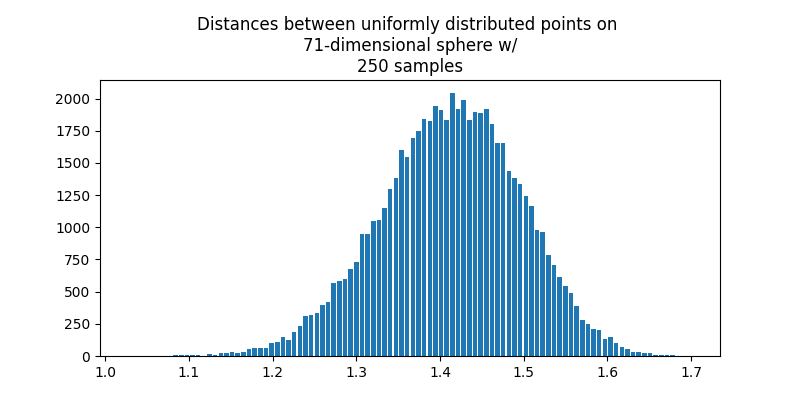 Distances between uniformly distributed points on
71-dimensional sphere w/
250 samples
2000
1750
1500
1250
1000
750
500
250
0
1.0 1.1 1.2 1.3 1.4 1.5 1.6 1.7